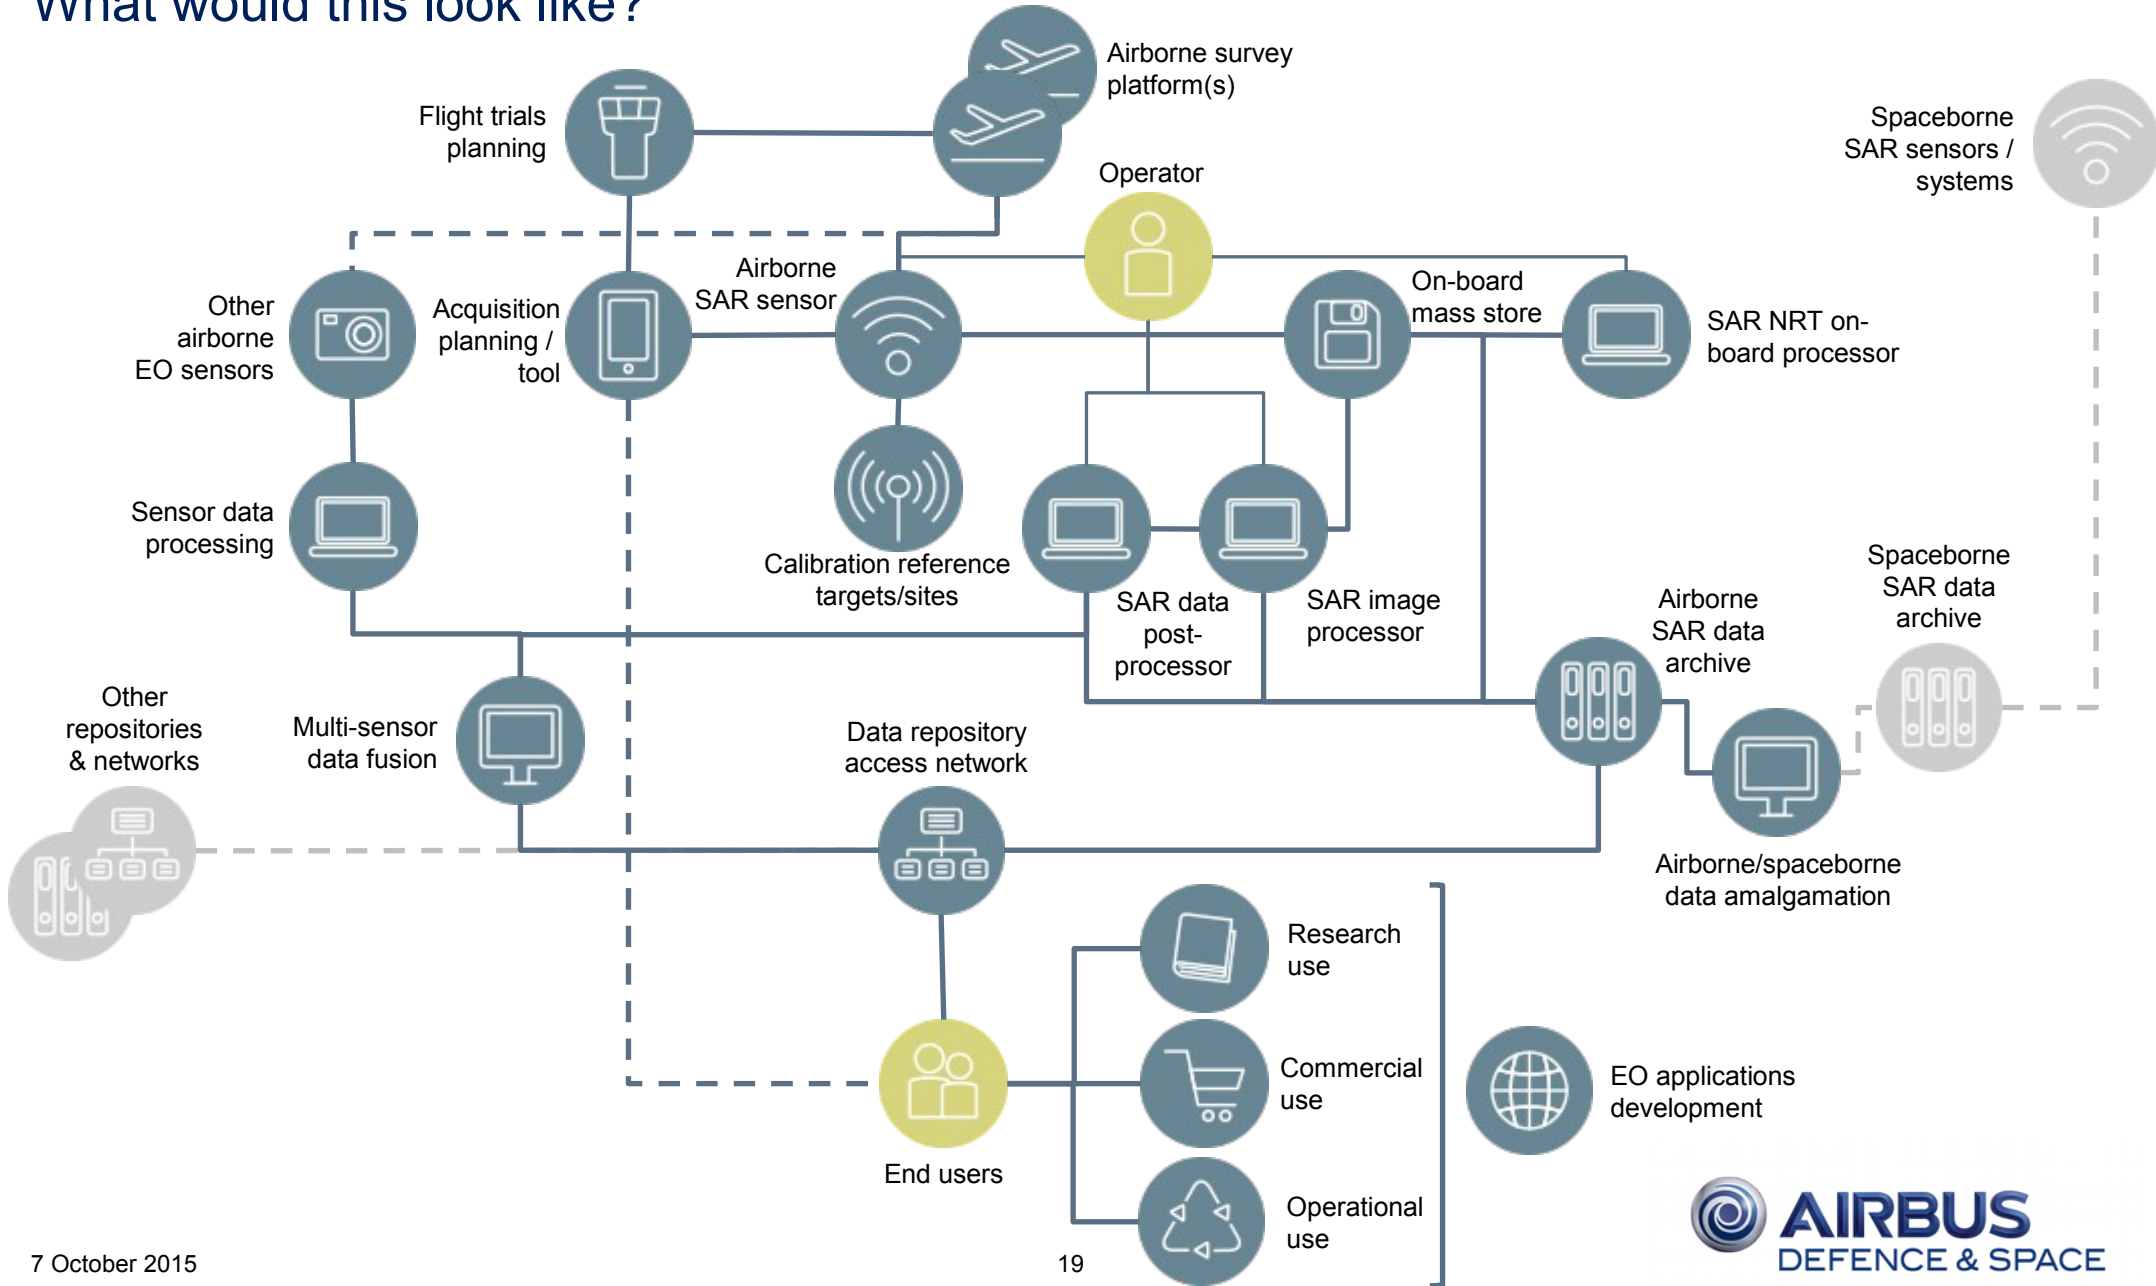 What would this look like?
Airborne survey
platform(s)
Flight trials
planning
Spaceborne
SAR sensors /
systems
Operator
Airborne
SAR sensor
On-board
mass store
Other
airborne
EO sensors
Acquisition
planning /
tool
SAR NRT on-
board processor
Sensor data
processing
Calibration reference
targets/sites
SAR data
post-
processor
SAR image
processor
Airborne
SAR data
archive
Spaceborne
SAR data
archive
Other
repositories
& networks
Multi-sensor
data fusion
Data repository
access network
Airborne/spaceborne
data amalgamation
Research
use
Commercial
use
EO applications
development
End users
Operational
use
AIRBUS
DEFENCE & SPACE
7 October 2015
19